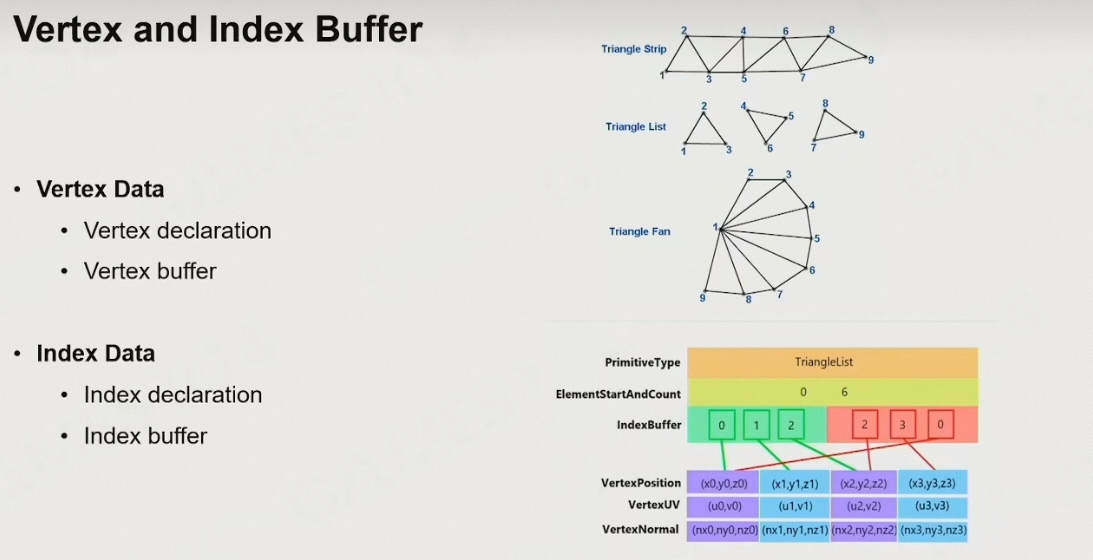 Vertex and Index Buffer
• Vertex Data
• Vertex declaration
• Vertex buffer
• Index Data
• Index declaration
• Index buffer
Triangle Strip
1 2 3 4 5 6 7 8 9
Triangle List
1 2 3 4 5 6 7 8 9
Triangle Fan
1 2 3 4 5 6 7 8 9
PrimitiveType TriangleList
ElementStartAndCount 0 6
IndexBuffer 0 1 2 2 3 0
VertexPosition (x0,y0,z0) (x1,y1,z1) (x2,y2,z2) (x3,y3,z3)
VertexUV (u0,v0) (u1,v1) (u2,v2) (u3,v3)
VertexNormal (nx0,ny0,nz0) (nx1,ny1,nz1) (nx2,ny2,nz2) (nx3,ny3,nz3)